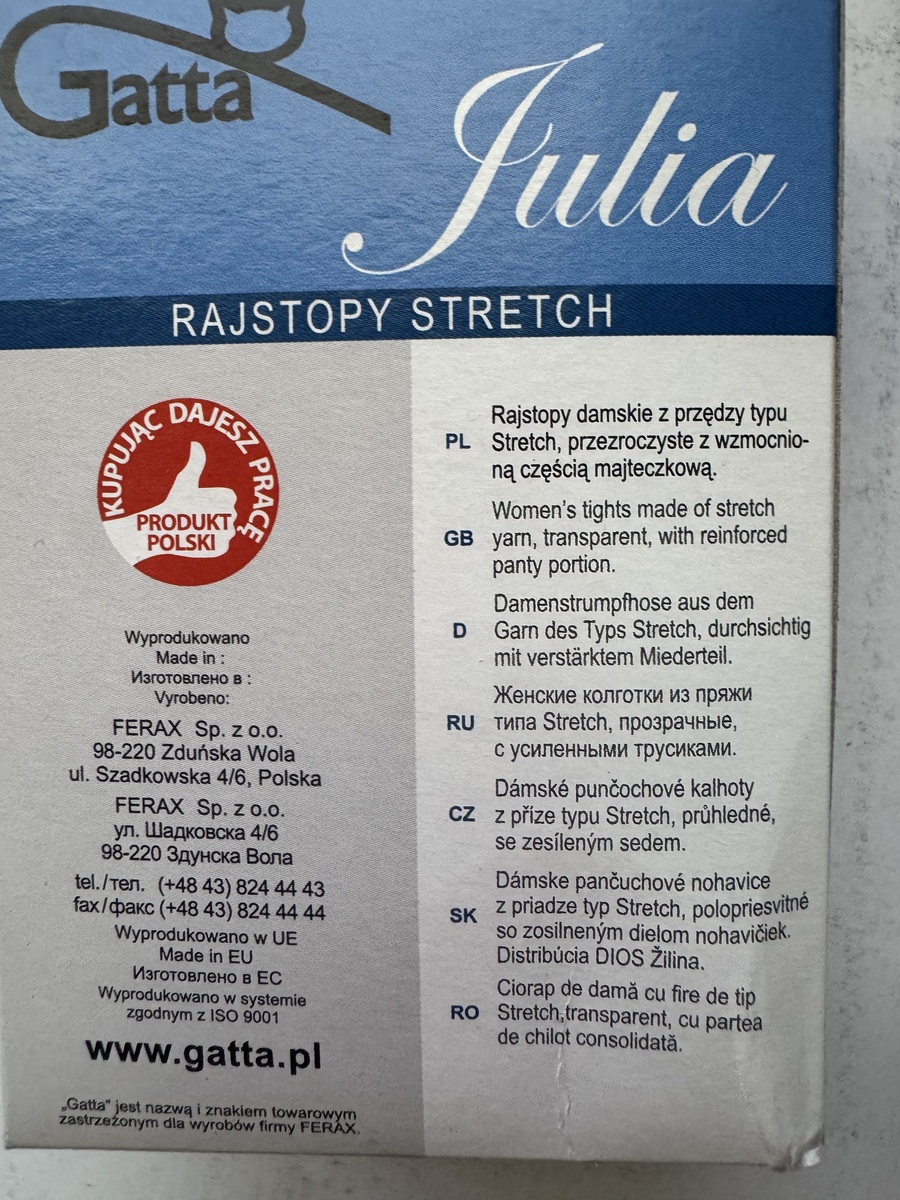 Gatta
Julia
RAJSTOPY STRETCH
KUPUJĄC DAJESZ PRACĘ
PRODUKT
POLSKI
Wyprodukowano
Made in :
Изготовлено в :
Vyrobeno:
FERAX Sp. z o.o.
98-220 Zduńska Wola
ul. Szadkowska 4/6, Polska
FERAX Sp. z o.o.
ул. Шадковска 4/6
98-220 Здунска Вола
tel./тел. (+48 43) 824 44 43
fax/факс (+48 43) 824 44 44
Wyprodukowano w UE
Made in EU
Изготовлено в ЕС
Wyprodukowano w systemie
zgodnym z ISO 9001
www.gatta.pl
„Gatta" jest nazwą i znakiem towarowym
zastrzeżonym dla wyrobów firmy FERAX.
Rajstopy damskie z przędzy typu
PL Stretch, przezroczyste z wzmocnio-
ną częścią majteczkową.
Women's tights made of stretch
GB yarn, transparent, with reinforced
panty portion.
Damenstrumpfhose aus dem
D Garn des Typs Stretch, durchsichtig
mit verstärktem Miederteil.
Женские колготки из пряжи
RU типа Stretch, прозрачные,
с усиленными трусиками.
Dámské punčochové kalhoty
CZ z příze typu Stretch, průhledné,
se zesíleným sedem.
Dámske pančuchové nohavice
SK z priadze typ Stretch, polopriesvitné
so zosilneným dielom nohavičiek.
Distribúcia DIOS Žilina.
Ciorap de damă cu fire de tip
RO Stretch,transparent, cu partea
de chilot consolidată.